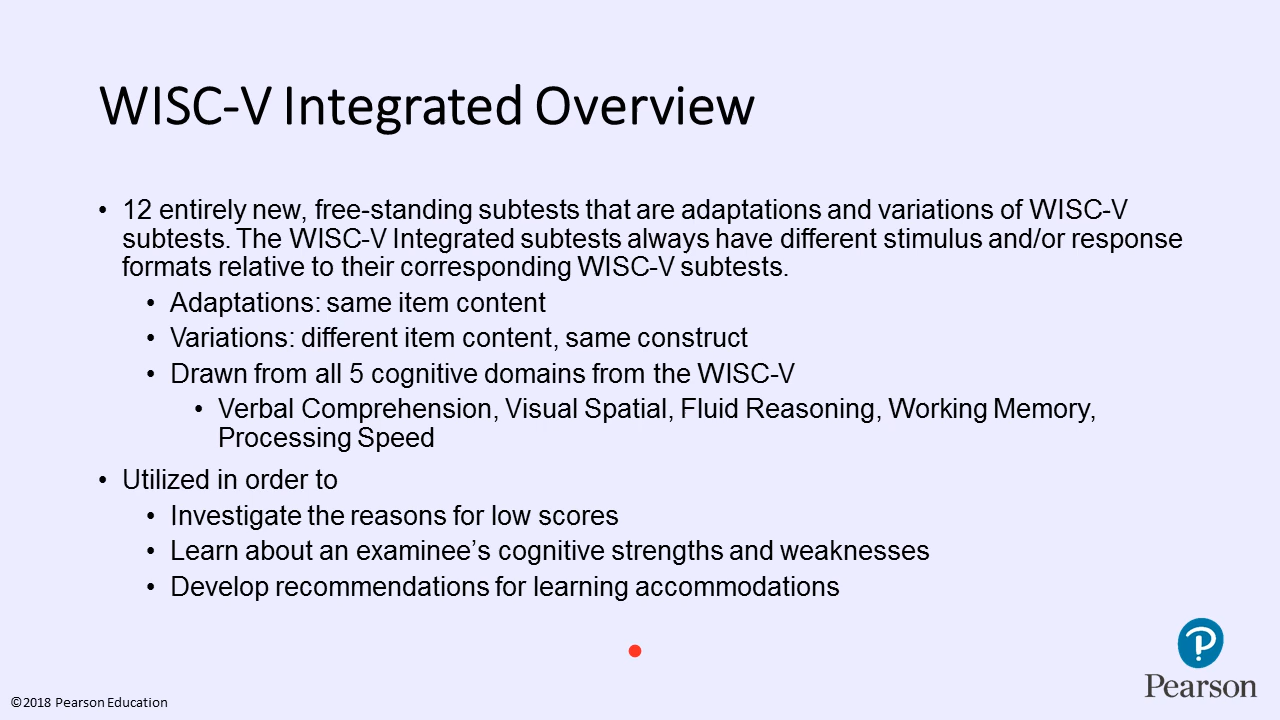 WISC-V Integrated Overview
• 12 entirely new, free-standing subtests that are adaptations and variations of WISC-V
subtests. The WISC-V Integrated subtests always have different stimulus and/or response
formats relative to their corresponding WISC-V subtests.
• Adaptations: same item content
• Variations: different item content, same construct
• Drawn from all 5 cognitive domains from the WISC-V
• Verbal Comprehension, Visual Spatial, Fluid Reasoning, Working Memory,
Processing Speed
• Utilized in order to
• Investigate the reasons for low scores
• Learn about an examinee’s cognitive strengths and weaknesses
• Develop recommendations for learning accommodations
©2018 Pearson Education
P
Pearson